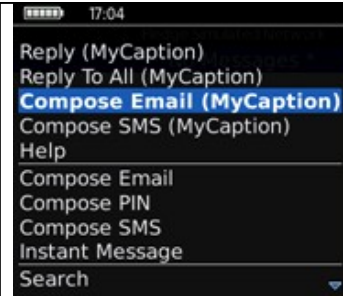 17:04
Reply (MyCaption)
Reply To All (MyCaption)
Compose Email (MyCaption)
Compose SMS (MyCaption)
Help
Compose Email
Compose PIN
Compose SMS
Instant Message
Search